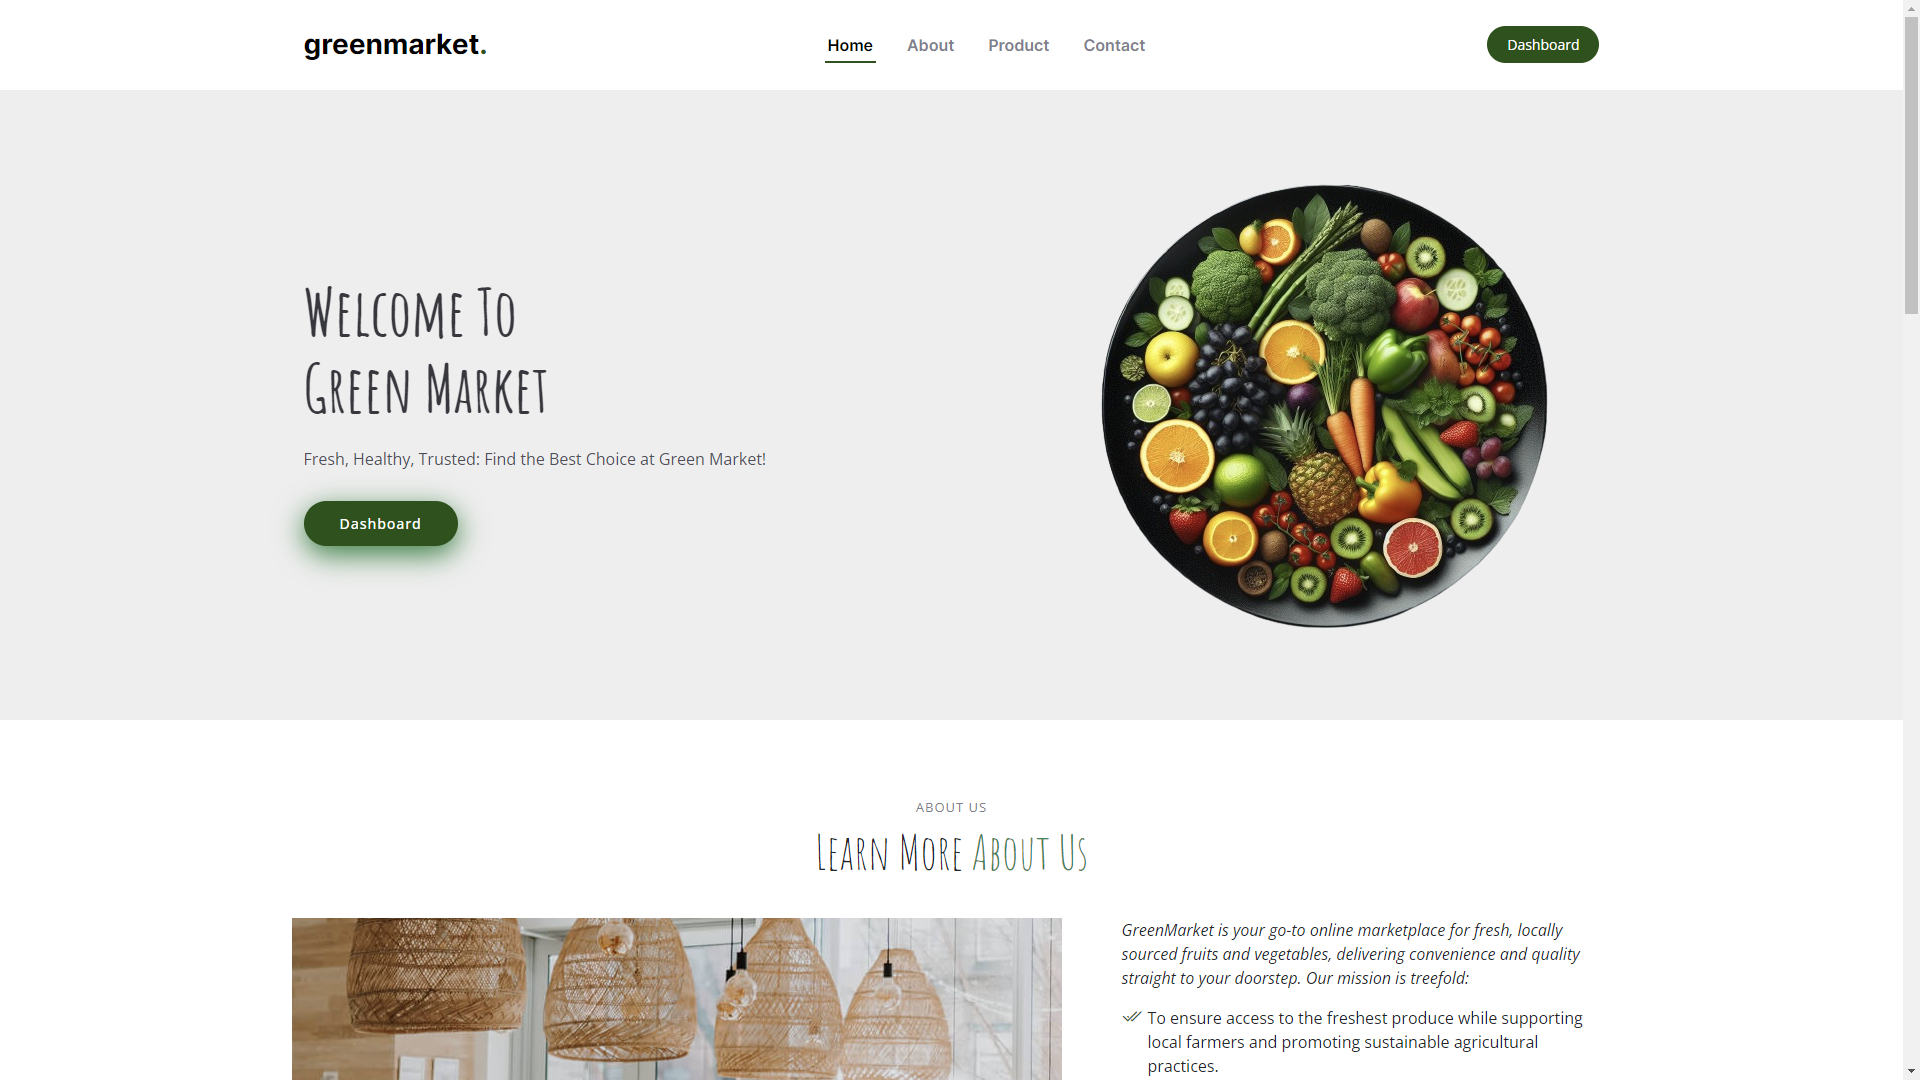 greenmarket.
Home
About
Product
Contact
Dashboard
Welcome To
Green Market
Fresh, Healthy, Trusted: Find the Best Choice at Green Market!
Dashboard
ABOUT US
Learn More About Us
GreenMarket is your go-to online marketplace for fresh, locally
sourced fruits and vegetables, delivering convenience and quality
straight to your doorstep. Our mission is treefold:
To ensure access to the freshest produce while supporting
local farmers and promoting sustainable agricultural
practices.